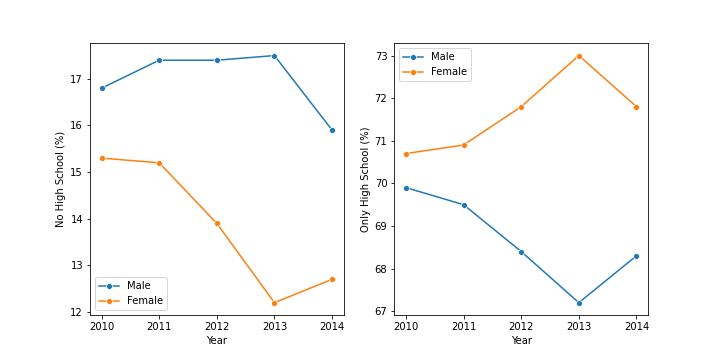 No High School (%)
17
16
15
14
13
12
Male
Female
2010 2011 2012 2013 2014
Year
Only High School (%)
73
72
71
70
69
68
67
Male
Female
2010 2011 2012 2013 2014
Year